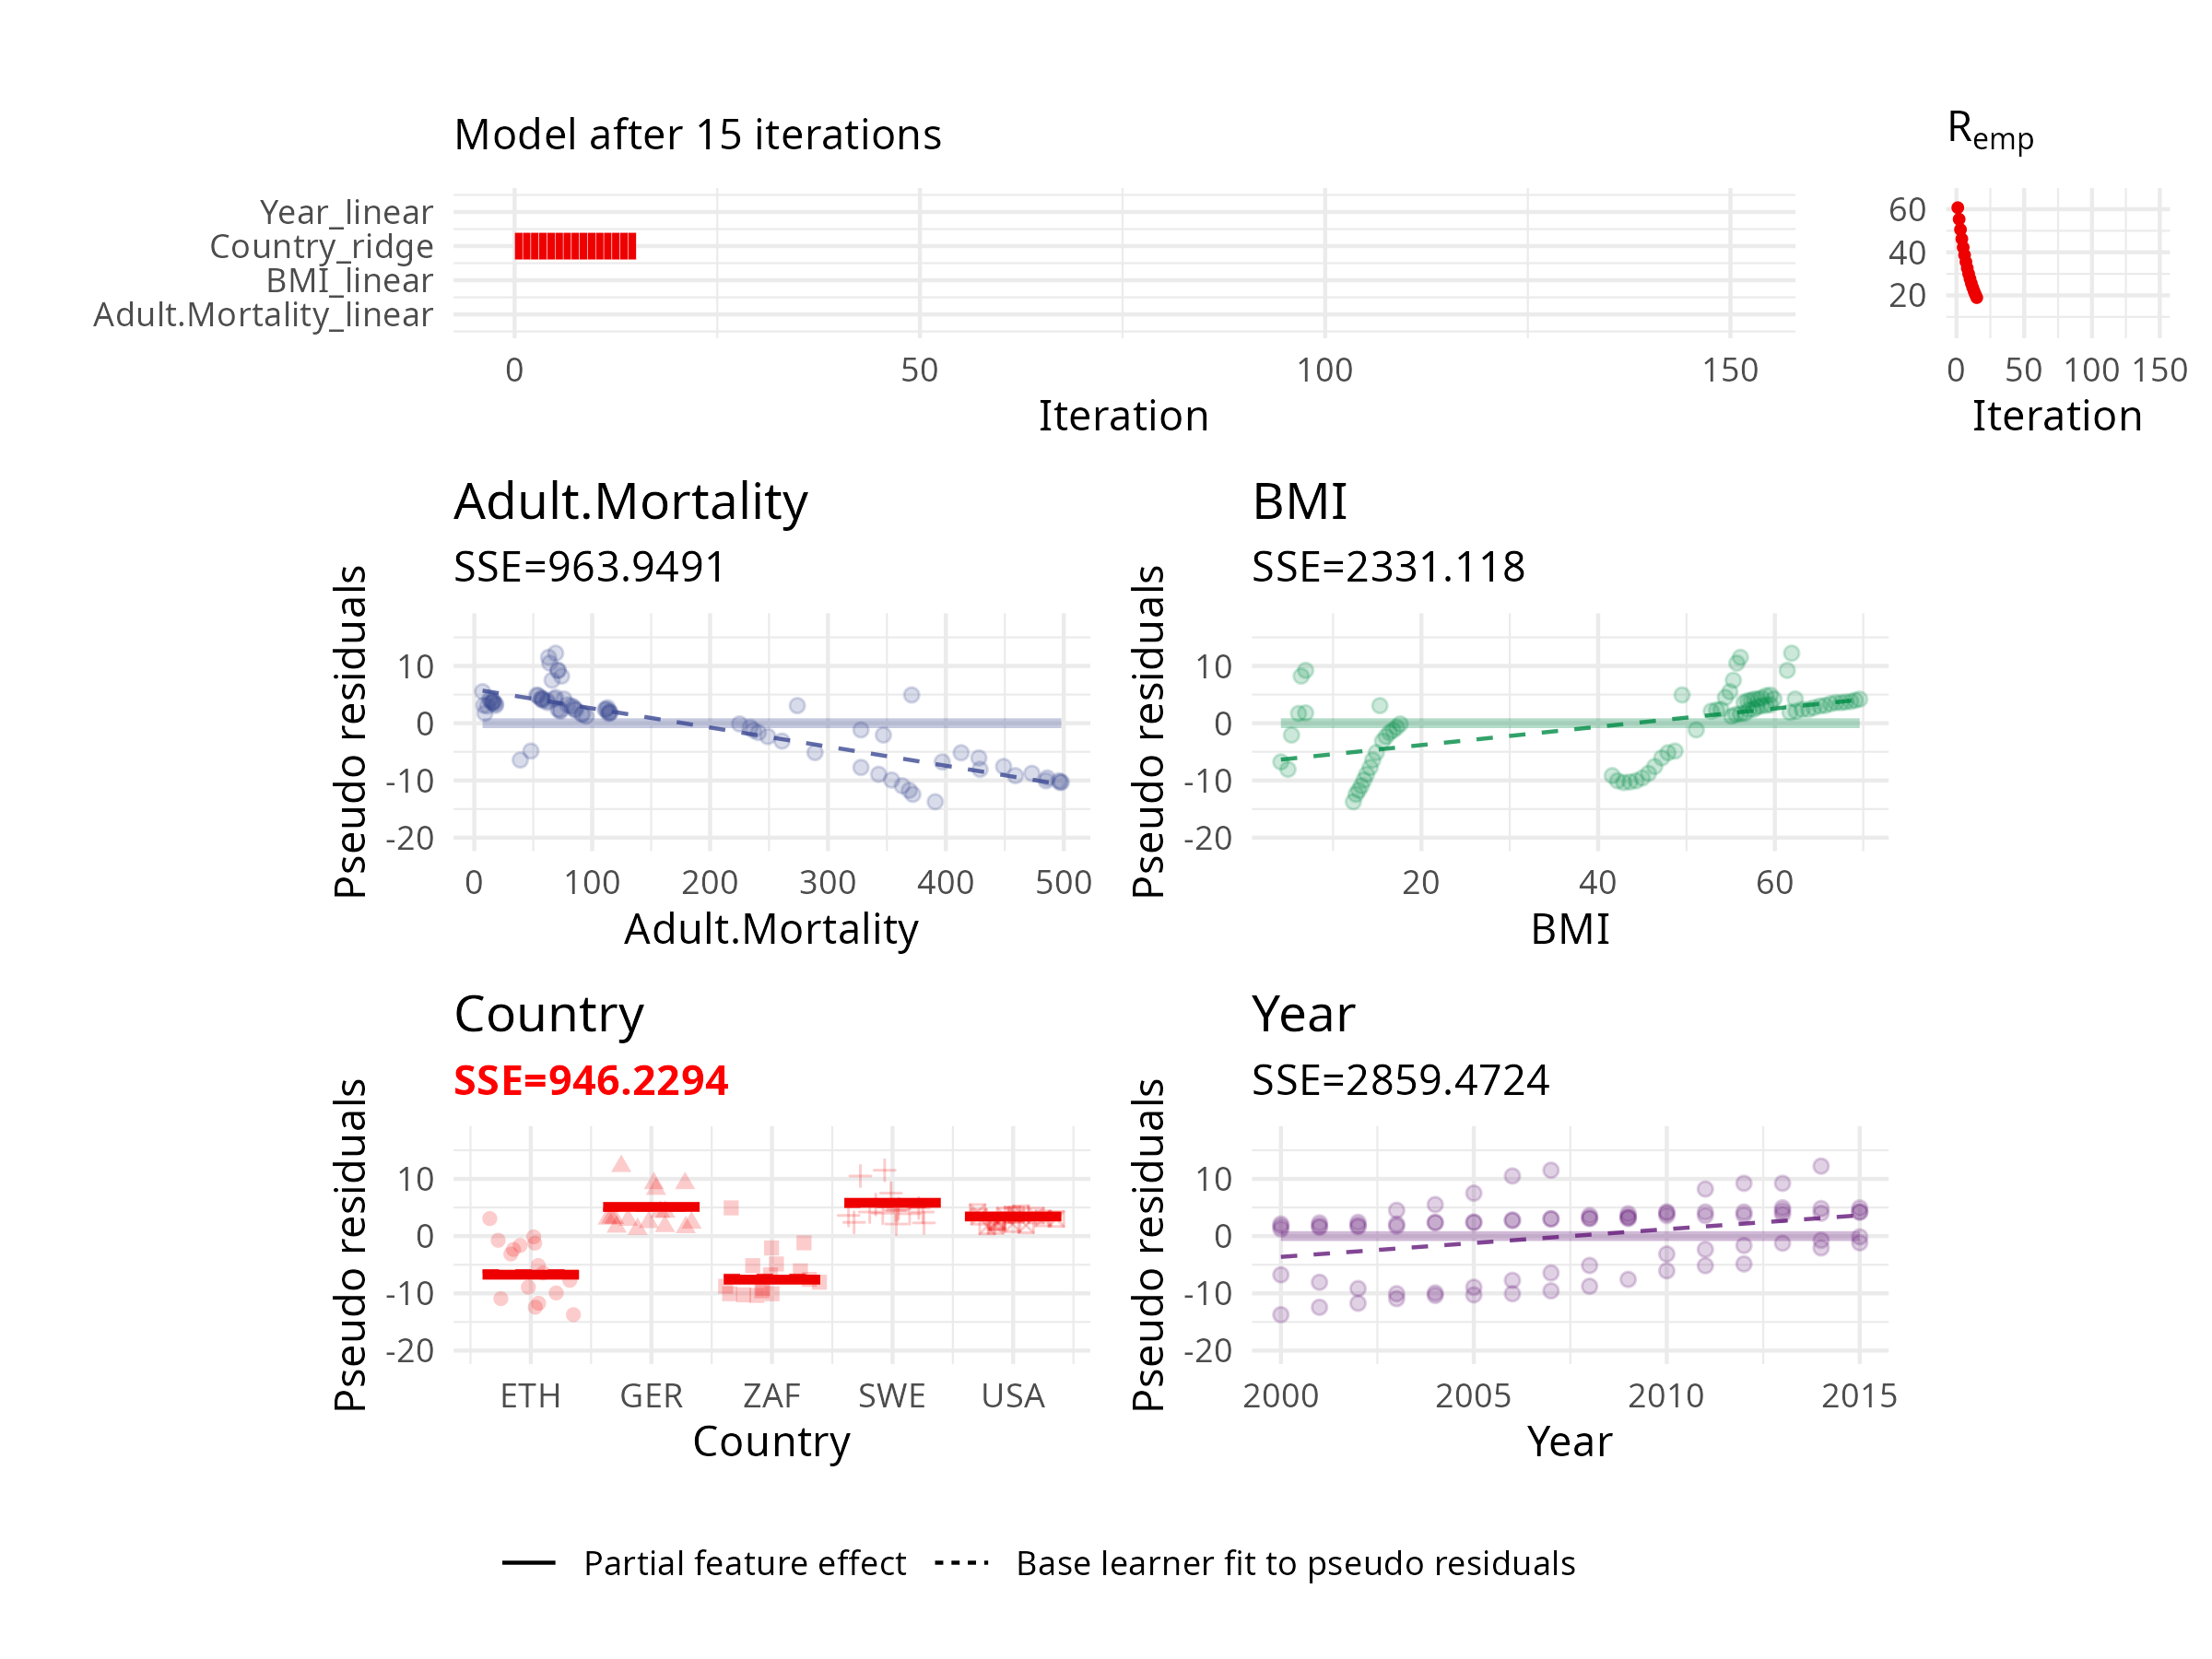 Model after 15 iterations
Year_linear
Country_ridge
BMI_linear
Adult.Mortality_linear
0 50 100 150
Iteration
Remp
60
40
20
0 50 100 150
Iteration
Adult.Mortality
SSE=963.9491
Pseudo residuals
10
0
-10
-20
0 100 200 300 400 500
Adult.Mortality
BMI
SSE=2331.118
Pseudo residuals
10
0
-10
-20
20 40 60
BMI
Country
SSE=946.2294
Pseudo residuals
10
0
-10
-20
ETH GER ZAF SWE USA
Country
Year
SSE=2859.4724
Pseudo residuals
10
0
-10
-20
2000 2005 2010 2015
Year
Partial feature effect Base learner fit to pseudo residuals